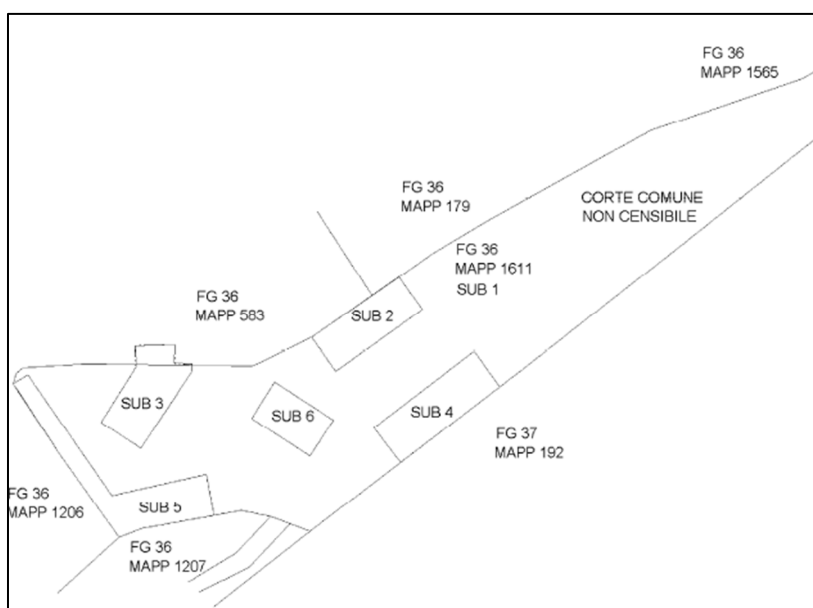 FG 36
MAPP 1565
FG 36
MAPP 179
CORTE COMUNE
NON CENSIBILE
FG 36
MAPP 1611
SUB 1
FG 36
MAPP 583
SUB 2
SUB 3
SUB 6
SUB 4
FG 37
MAPP 192
FG 36
MAPP 1206
SUB 5
FG 36
MAPP 1207